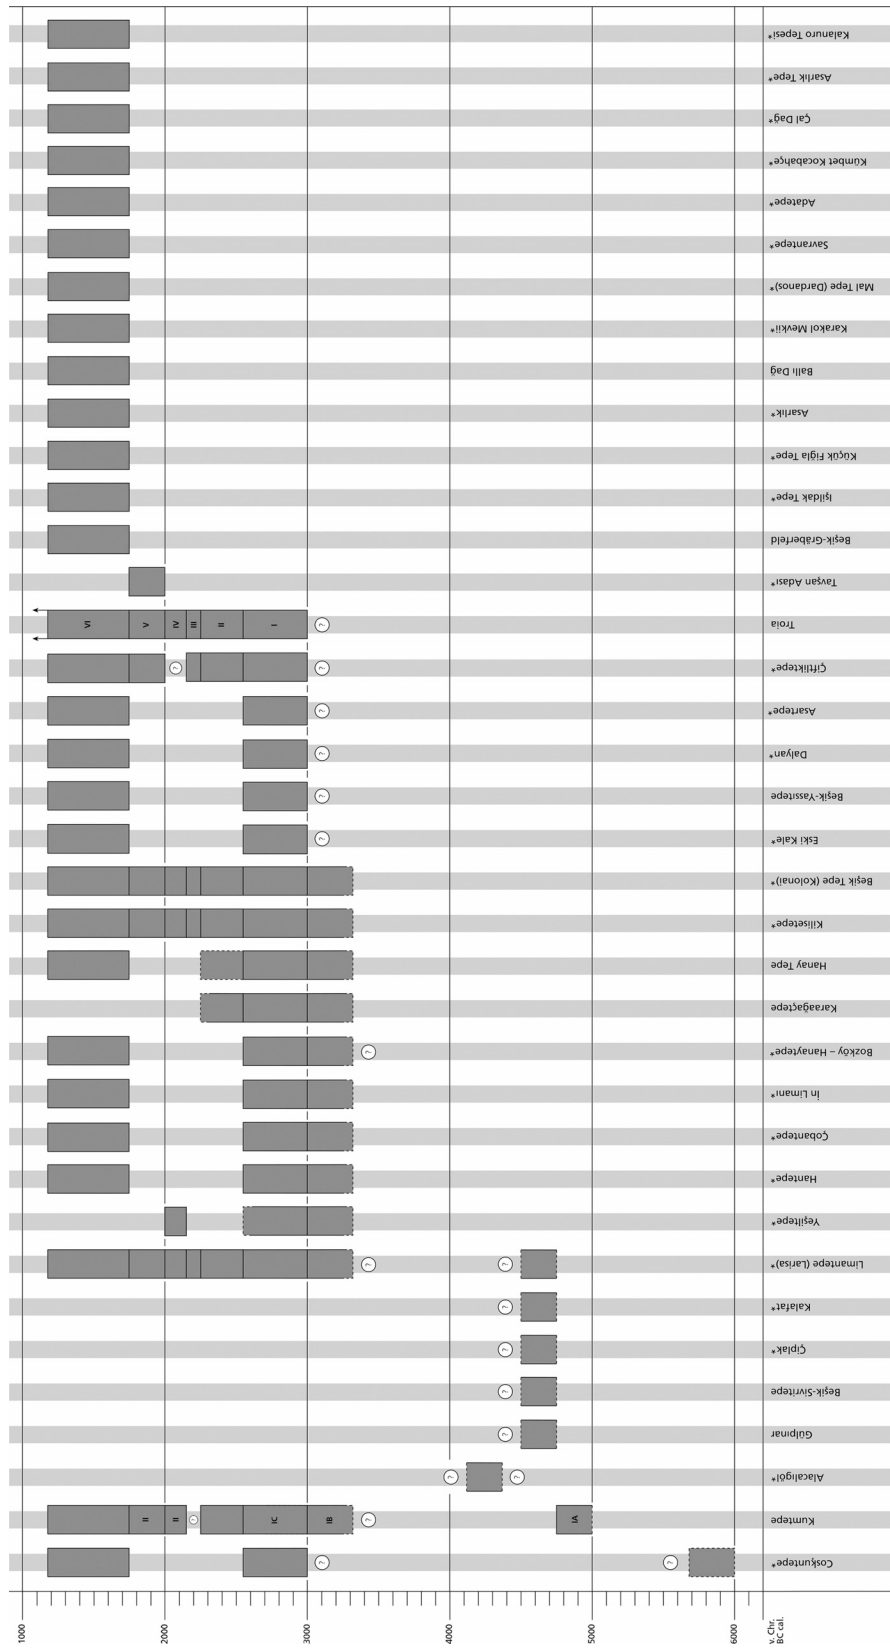 Kalanuro Tepesi*
Asarlık Tepe*
Çal Dağ*
Kümbet Kocabahçe*
Adatepe*
Savrantepe*
Mal Tepe (Dardanos)*
Karakol Mevkii*
Ballı Dağ
Asarlık*
Küçük Fığla Tepe*
Işıldak Tepe*
Beşik-Gräberfeld
Tavşan Adası*
VI
V
IV
III
II
I
?
Troia
?
?
Çiftliktepe*
?
Asartepe*
?
Dalyan*
?
Beşik-Yassıtepe
?
Eski Kale*
Beşik Tepe (Kolonai)*
Kilisetepe*
Hanay Tepe
Karaağaçtepe
?
Bozköy – Hanaytepe*
İn Limanı*
Çobantepe*
Hantepe*
Yeşiltepe*
?
?
Limantepe (Larisa)*
?
Kalafat*
?
Çıplak*
?
Beşik-Sivritepe
?
Gülpınar
?
?
Alacalıgöl*
II
II
?
IC
IB
?
IA
Kumtepe
?
?
Coşkuntepe*
1000
2000
3000
4000
5000
6000
v. Chr.
BC cal.